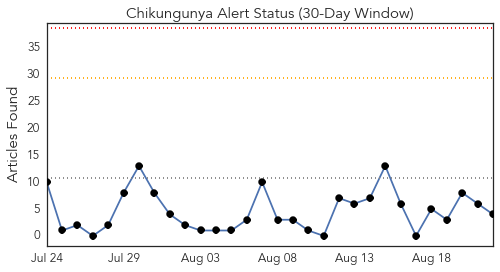 Chikungunya Alert Status (30-Day Window)
Articles Found
35
30
25
20
15
10
5
0
Jul 24 Jul 29 Aug 03 Aug 08 Aug 13 Aug 18